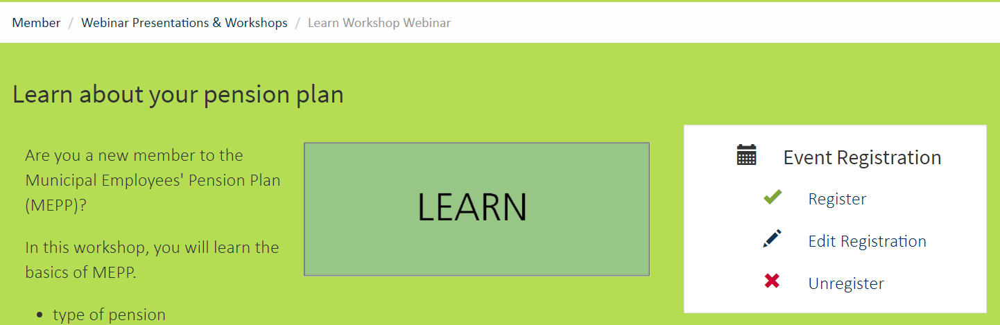 Member / Webinar Presentations & Workshops / Learn Workshop Webinar
Learn about your pension plan
Are you a new member to the
Municipal Employees' Pension Plan
(MEPP)?
In this workshop, you will learn the
basics of MEPP.
• type of pension
LEARN
Event Registration
Register
Edit Registration
Unregister